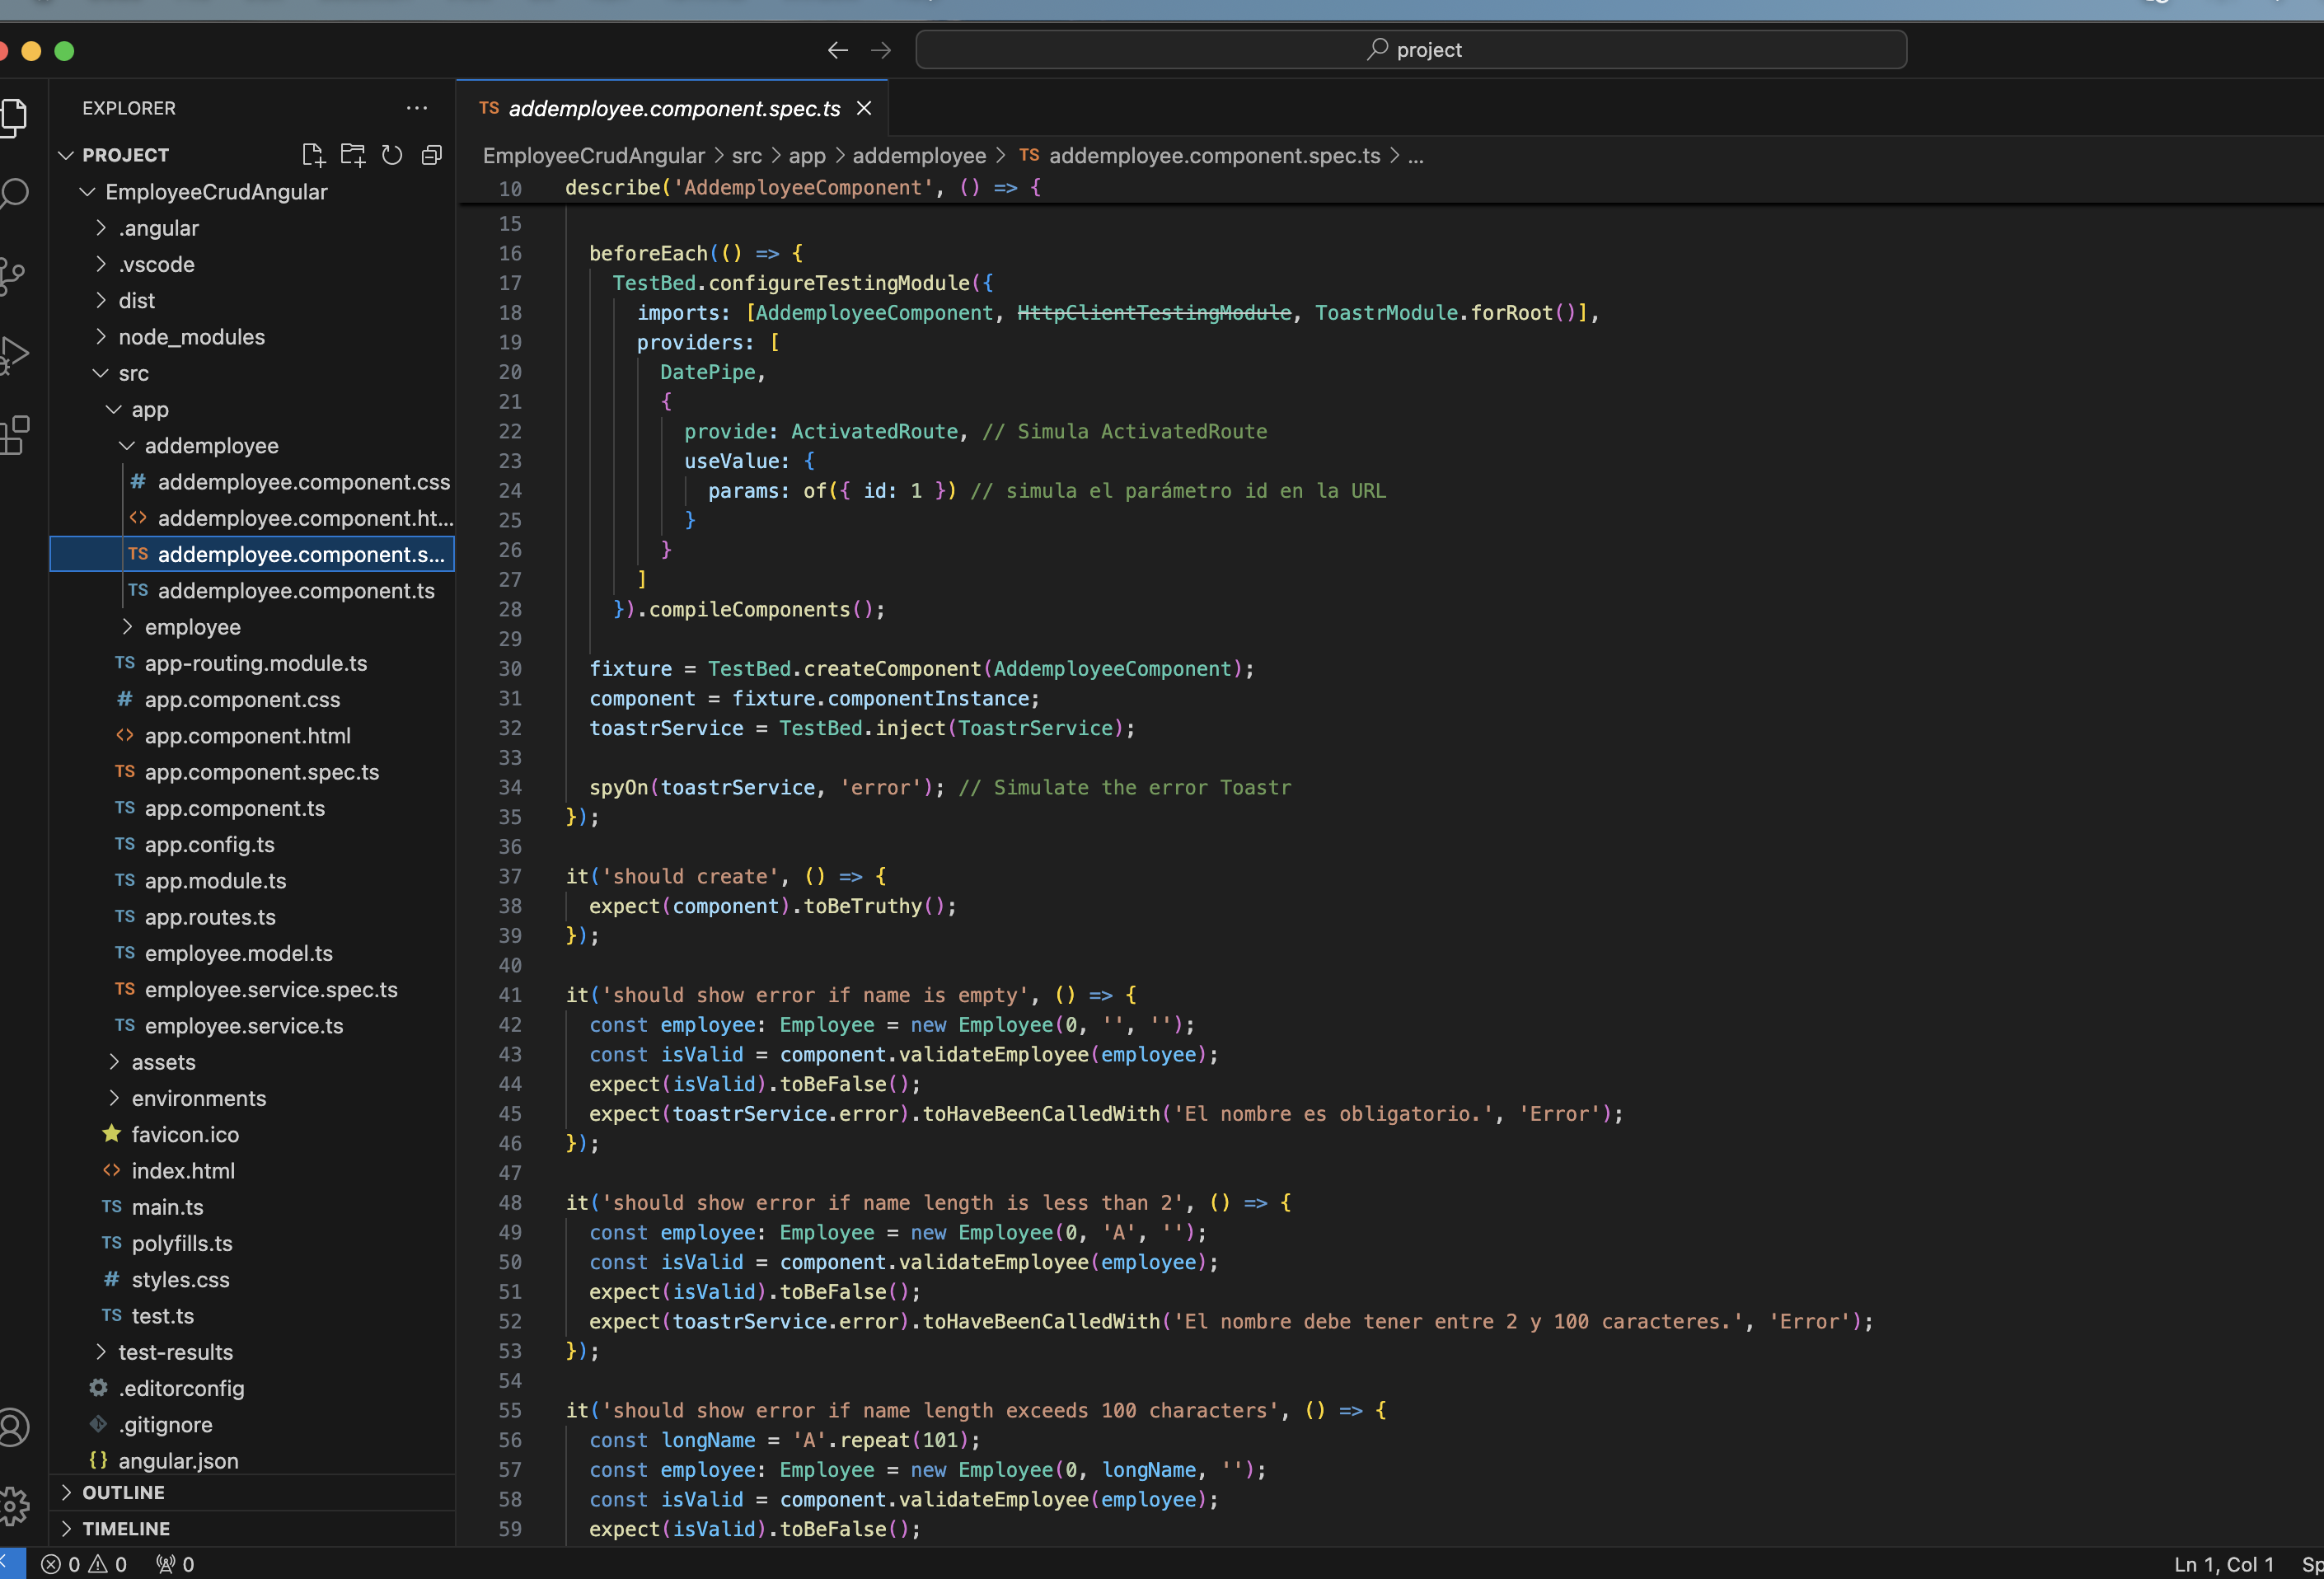 project
EXPLORER
PROJECT
EmployeeCrudAngular
.angular
.vscode
dist
node_modules
src
app
addemployee
# addemployee.component.css
<> addemployee.component.ht...
TS addemployee.component.s...
TS addemployee.component.ts
employee
TS app-routing.module.ts
# app.component.css
<> app.component.html
TS app.component.spec.ts
TS app.component.ts
TS app.config.ts
TS app.module.ts
TS app.routes.ts
TS employee.model.ts
TS employee.service.spec.ts
TS employee.service.ts
assets
environments
favicon.ico
<> index.html
TS main.ts
TS polyfills.ts
# styles.css
TS test.ts
test-results
.editorconfig
.gitignore
{} angular.json
OUTLINE
TIMELINE
TS addemployee.component.spec.ts
EmployeeCrudAngular > src > app > addemployee > TS addemployee.component.spec.ts > ...
10 describe('AddemployeeComponent', () => {
15
16 beforeEach(() => {
17 TestBed.configureTestingModule({
18 imports: [AddemployeeComponent, HttpClientTestingModule, ToastrModule.forRoot()],
19 providers: [
20 DatePipe,
21 {
22 provide: ActivatedRoute, // Simula ActivatedRoute
23 useValue: {
24 params: of({ id: 1 }) // simula el parámetro id en la URL
25 }
26 }
27 ]
28 }).compileComponents();
29
30 fixture = TestBed.createComponent(AddemployeeComponent);
31 component = fixture.componentInstance;
32 toastrService = TestBed.inject(ToastrService);
33
34 spyOn(toastrService, 'error'); // Simulate the error Toastr
35 });
36
37 it('should create', () => {
38 expect(component).toBeTruthy();
39 });
40
41 it('should show error if name is empty', () => {
42 const employee: Employee = new Employee(0, '', '');
43 const isValid = component.validateEmployee(employee);
44 expect(isValid).toBeFalse();
45 expect(toastrService.error).toHaveBeenCalledWith('El nombre es obligatorio.', 'Error');
46 });
47
48 it('should show error if name length is less than 2', () => {
49 const employee: Employee = new Employee(0, 'A', '');
50 const isValid = component.validateEmployee(employee);
51 expect(isValid).toBeFalse();
52 expect(toastrService.error).toHaveBeenCalledWith('El nombre debe tener entre 2 y 100 caracteres.', 'Error');
53 });
54
55 it('should show error if name length exceeds 100 characters', () => {
56 const longName = 'A'.repeat(101);
57 const employee: Employee = new Employee(0, longName, '');
58 const isValid = component.validateEmployee(employee);
59 expect(isValid).toBeFalse();
0 0 0
Ln 1, Col 1 Sp